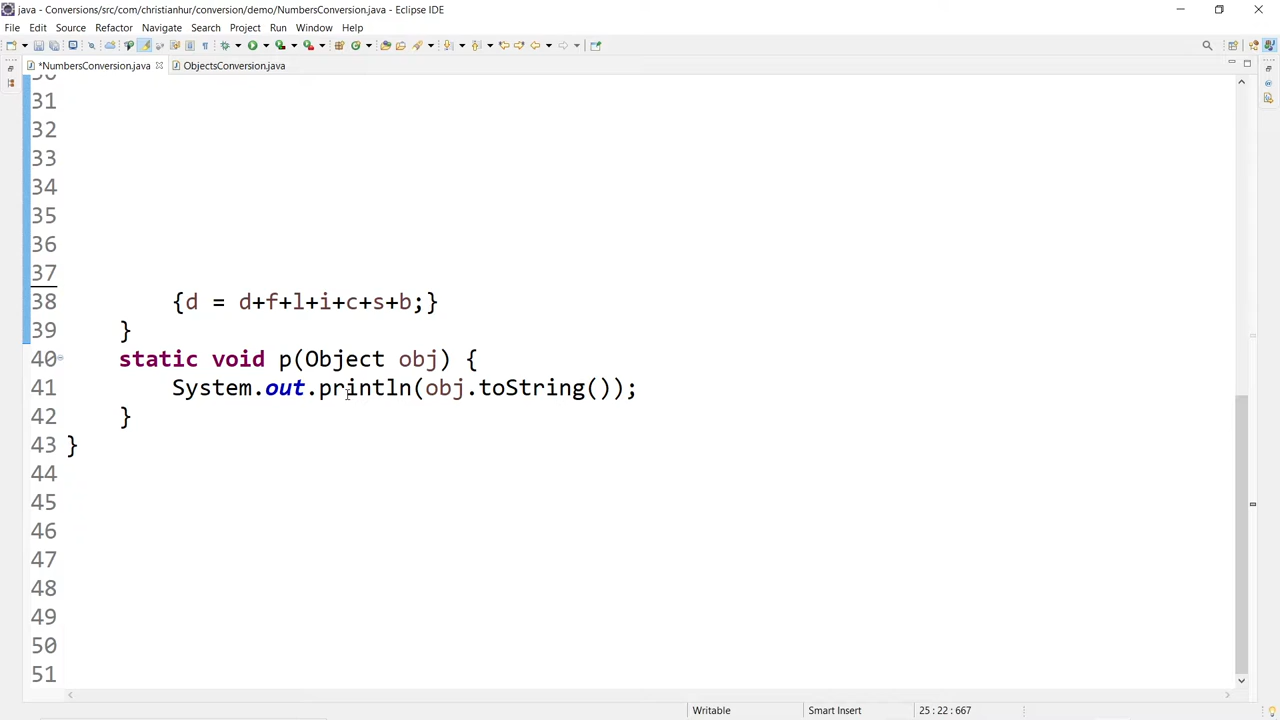 java - Conversions/src/com/christianhur/conversion/demo/NumbersConversion.java - Eclipse IDE
File Edit Source Refactor Navigate Search Project Run Window Help
*NumbersConversion.java ObjectsConversion.java
31
32
33
34
35
36
37
38 {d = d+f+l+i+c+s+b;}
39 }
40 static void p(Object obj) {
41 System.out.println(obj.toString());
42 }
43 }
44
45
46
47
48
49
50
51
Writable Smart Insert 25 : 22 : 667